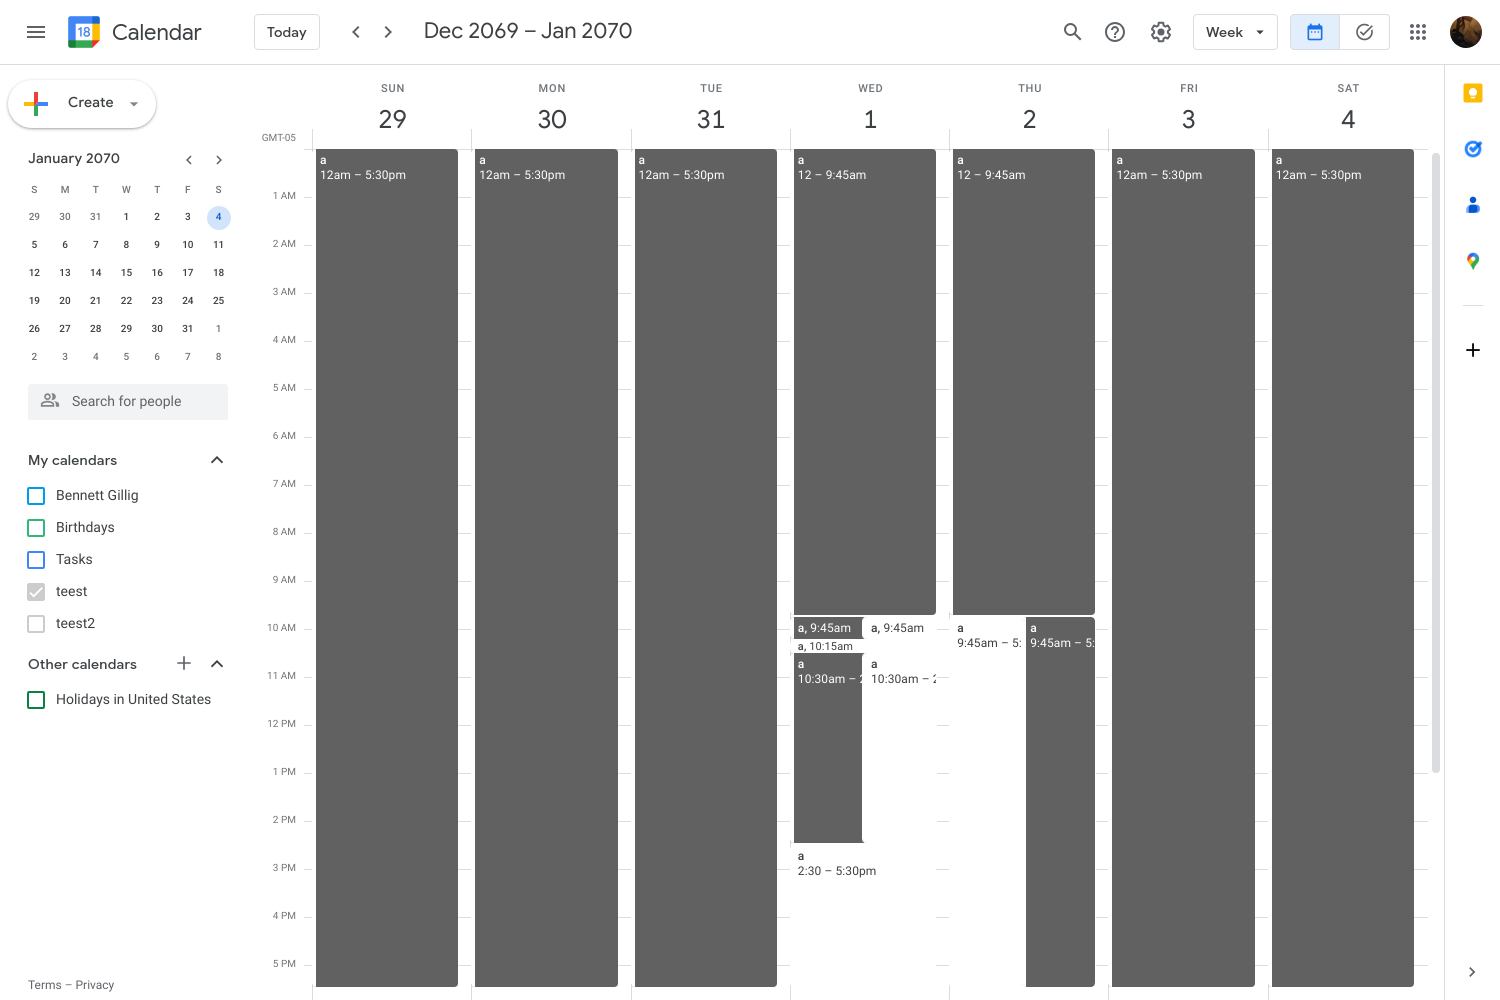 18 Calendar Today Dec 2069 – Jan 2070 Week
Create
January 2070
S M T W T F S
29 30 31 1 2 3 4
5 6 7 8 9 10 11
12 13 14 15 16 17 18
19 20 21 22 23 24 25
26 27 28 29 30 31 1
2 3 4 5 6 7 8
Search for people
My calendars
Bennett Gillig
Birthdays
Tasks
teest
teest2
Other calendars
Holidays in United States
Terms – Privacy
SUN MON TUE WED THU FRI SAT
29 30 31 1 2 3 4
GMT-05
1 AM
2 AM
3 AM
4 AM
5 AM
6 AM
7 AM
8 AM
9 AM
10 AM
11 AM
12 PM
1 PM
2 PM
3 PM
4 PM
5 PM
a
12am – 5:30pm
a
12am – 5:30pm
a
12am – 5:30pm
a
12 – 9:45am
a, 9:45am
a, 9:45am
a, 10:15am
a
10:30am – 2
a
10:30am – 2
a
2:30 – 5:30pm
a
12 – 9:45am
a
9:45am – 5:
a
9:45am – 5:
a
12am – 5:30pm
a
12am – 5:30pm